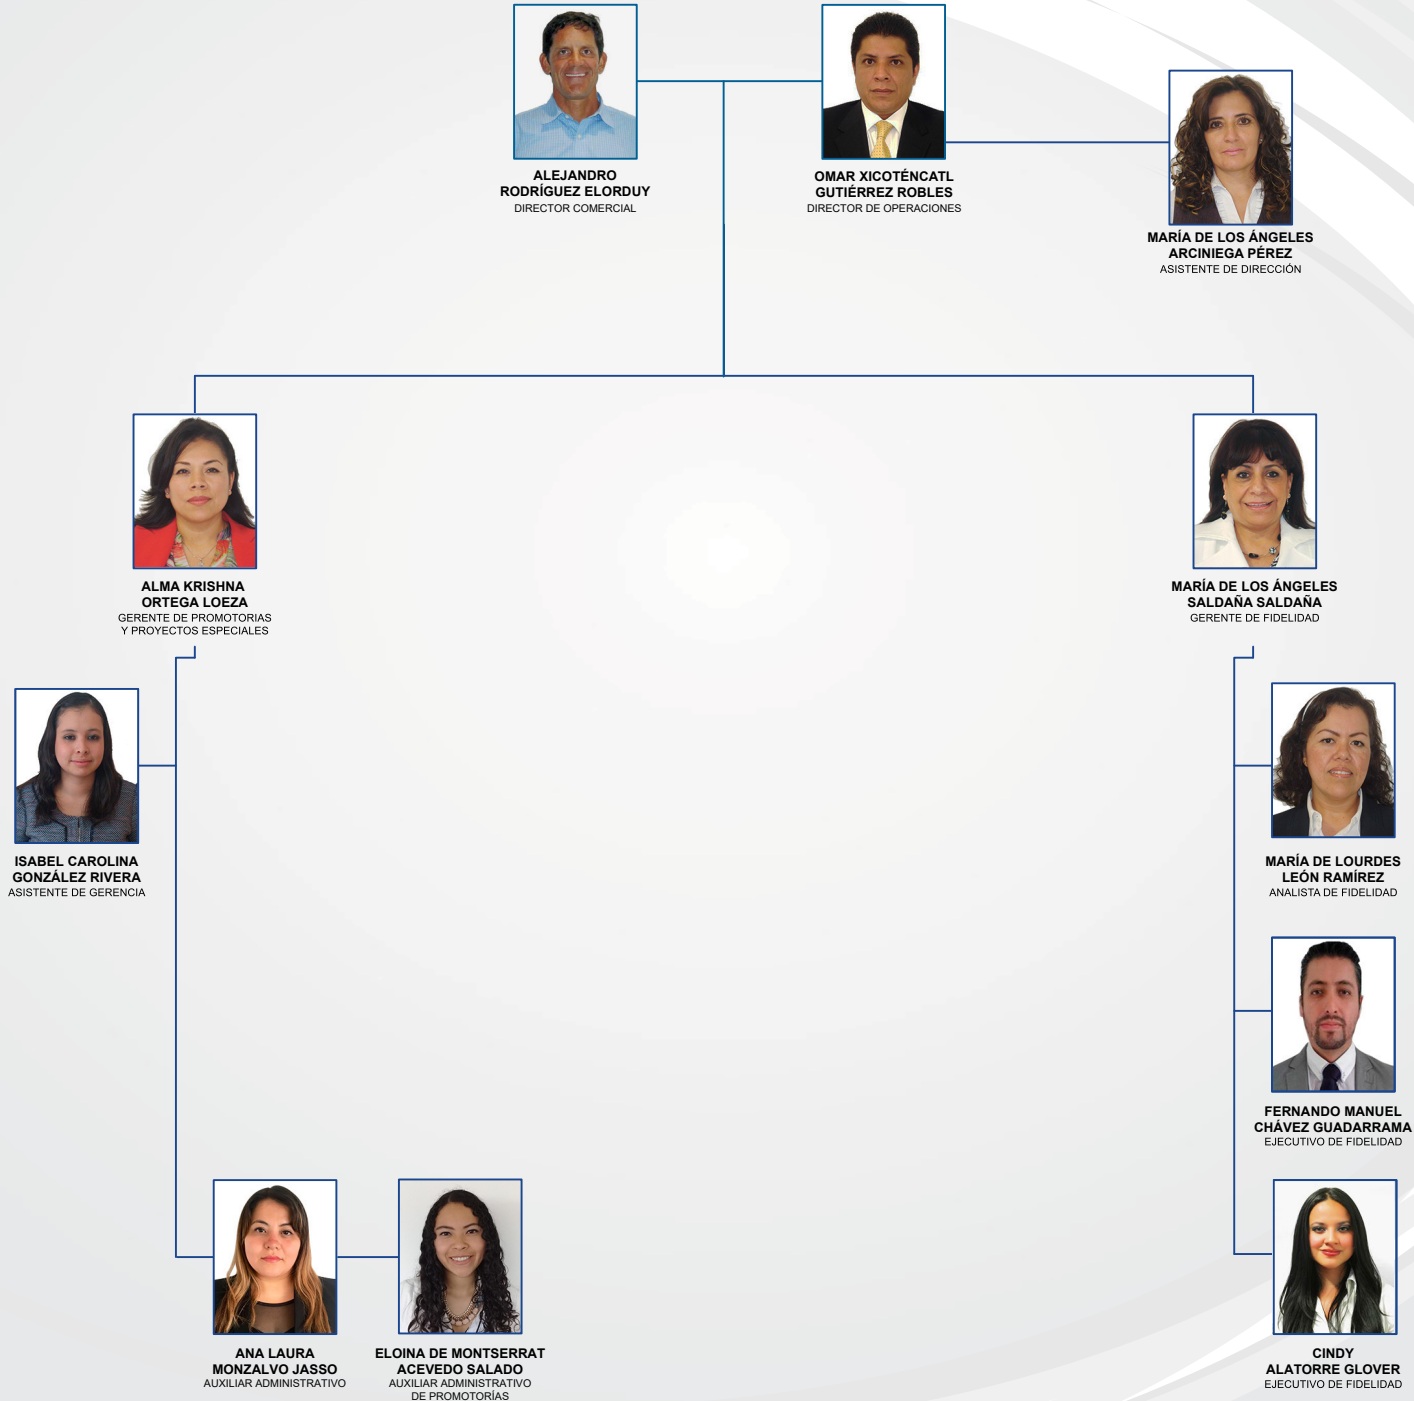 ALEJANDRO
RODRÍGUEZ ELORDUY
DIRECTOR COMERCIAL
OMAR XICOTÉNCATL
GUTIÉRREZ ROBLES
DIRECTOR DE OPERACIONES
MARÍA DE LOS ÁNGELES
ARCINIEGA PÉREZ
ASISTENTE DE DIRECCIÓN
ALMA KRISHNA
ORTEGA LOEZA
GERENTE DE PROMOTORIAS
Y PROYECTOS ESPECIALES
MARÍA DE LOS ÁNGELES
SALDAÑA SALDAÑA
GERENTE DE FIDELIDAD
ISABEL CAROLINA
GONZÁLEZ RIVERA
ASISTENTE DE GERENCIA
MARÍA DE LOURDES
LEÓN RAMÍREZ
ANALISTA DE FIDELIDAD
FERNANDO MANUEL
CHÁVEZ GUADARRAMA
EJECUTIVO DE FIDELIDAD
ANA LAURA
MONZALVO JASSO
AUXILIAR ADMINISTRATIVO
ELOINA DE MONTSERRAT
ACEVEDO SALADO
AUXILIAR ADMINISTRATIVO
DE PROMOTORÍAS
CINDY
ALATORRE GLOVER
EJECUTIVO DE FIDELIDAD